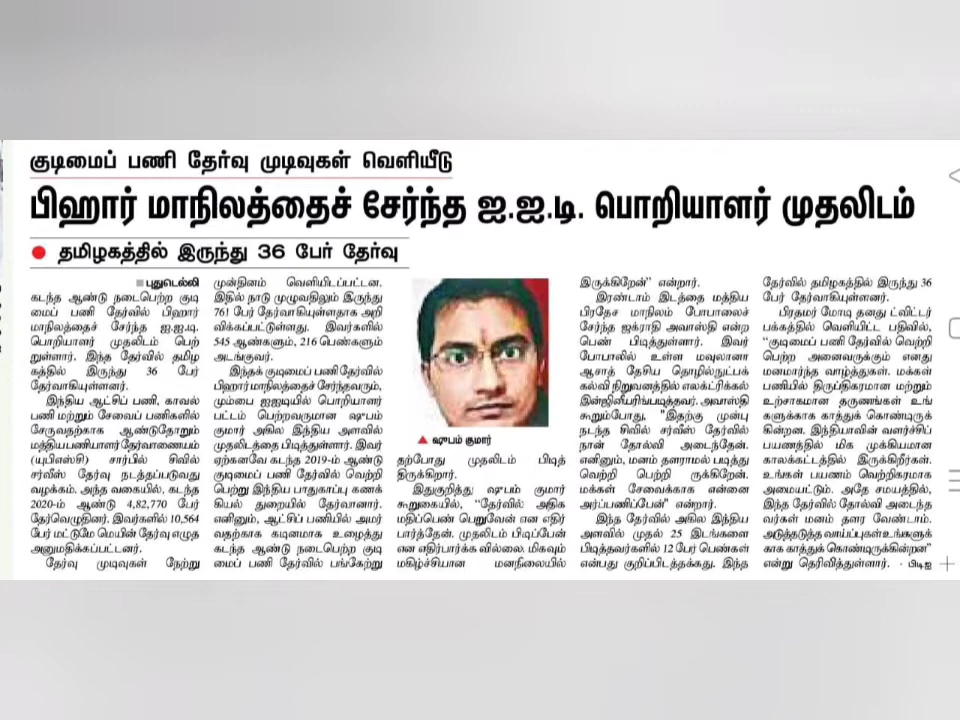 குடிமைப் பணி தேர்வு முடிவுகள் வெளியீடு
பிஹார் மாநிலத்தைச் சேர்ந்த ஐ.ஐ.டி. பொறியாளர் முதலிடம்
● தமிழகத்தில் இருந்து 36 பேர் தேர்வு
■ புதுடெல்லி
கடந்த ஆண்டு நடைபெற்ற குடி
மைப் பணி தேர்வில் பிஹார்
மாநிலத்தைச் சேர்ந்த ஐ.ஐ.டி.
பொறியாளர் முதலிடம் பெற்
றுள்ளார். இந்த தேர்வில் தமிழ
கத்தில் இருந்து 36 பேர்
தேர்வாகியுள்ளனர்.
இந்திய ஆட்சிப் பணி, காவல்
பணி மற்றும் சேவைப் பணிகளில்
சேருவதற்காக ஆண்டுதோறும்
மத்தியபணியாளர்தேர்வாணையம்
(யுபிஎஸ்சி) சார்பில் சிவில்
சர்வீஸ் தேர்வு நடத்தப்படுவது
வழக்கம். அந்த வகையில், கடந்த
2020-ம் ஆண்டு 4,82,770 பேர்
தேர்வெழுதினர். இவர்களில் 10,564
பேர் மட்டுமே மெயின் தேர்வு எழுத
அனுமதிக்கப்பட்டனர்.
தேர்வு முடிவுகள் நேற்று
முன்தினம் வெளியிடப்பட்டன.
இதில் நாடு முழுவதிலும் இருந்து
761 பேர் தேர்வாகியுள்ளதாக அறி
விக்கப்பட்டுள்ளது. இவர்களில்
545 ஆண்களும், 216 பெண்களும்
அடங்குவர்.
இந்தக் குடிமைப் பணி தேர்வில்
பிஹார் மாநிலத்தைச் சேர்ந்தவரும்,
மும்பை ஐஐடியில் பொறியாளர்
பட்டம் பெற்றவருமான ஷுபம்
குமார் அகில இந்திய அளவில்
முதலிடத்தை பிடித்துள்ளார். இவர்
ஏற்கனவே கடந்த 2019-ம் ஆண்டு
குடிமைப் பணி தேர்வில் வெற்றி
பெற்று இந்திய பாதுகாப்பு கணக்
கியல் துறையில் தேர்வானார்.
எனினும், ஆட்சிப் பணியில் அமர்
வதற்காக கடினமாக உழைத்து
கடந்த ஆண்டு நடைபெற்ற குடி
மைப் பணி தேர்வில் பங்கேற்று
▲ ஷுபம் குமார்
தற்போது முதலிடம் பிடித்
திருக்கிறார்.
இதுகுறித்து ஷுபம் குமார்
கூறுகையில், "தேர்வில் அதிக
மதிப்பெண் பெறுவேன் என எதிர்
பார்த்தேன். முதலிடம் பிடிப்பேன்
என எதிர்பார்க்க வில்லை. மிகவும்
மகிழ்ச்சியான மனநிலையில்
இருக்கிறேன்" என்றார்.
இரண்டாம் இடத்தை மத்திய
பிரதேச மாநிலம் போபாலைச்
சேர்ந்த ஜக்ராதி அவாஸ்தி என்ற
பெண் பிடித்துள்ளார். இவர்
போபாலில் உள்ள மவுலானா
ஆசாத் தேசிய தொழில்நுட்பக்
கல்வி நிறுவனத்தில் எலக்ட்ரிக்கல்
இன்ஜினீயரிங்படித்தவர். அவாஸ்தி
கூறும்போது, "இதற்கு முன்பு
நடந்த சிவில் சர்வீஸ் தேர்வில்
நான் தோல்வி அடைந்தேன்.
எனினும், மனம் தளராமல் படித்து
வெற்றி பெற்றி ருக்கிறேன்.
மக்கள் சேவைக்காக என்னை
அர்ப்பணிப்பேன்" என்றார்.
இந்த தேர்வில் அகில இந்திய
அளவில் முதல் 25 இடங்களை
பிடித்தவர்களில் 12 பேர் பெண்கள்
என்பது குறிப்பிடத்தக்கது. இந்த
தேர்வில் தமிழகத்தில் இருந்து 36
பேர் தேர்வாகியுள்ளனர்.
பிரதமர் மோடி தனது ட்விட்டர்
பக்கத்தில் வெளியிட்ட பதிவில்,
"குடிமைப் பணி தேர்வில் வெற்றி
பெற்ற அனைவருக்கும் எனது
மனமார்ந்த வாழ்த்துகள். மக்கள்
பணியில் திருப்திகரமான மற்றும்
உற்சாகமான தருணங்கள் உங்
களுக்காக காத்துக் கொண்டிருக்
கின்றன. இந்தியாவின் வளர்ச்சிப்
பயணத்தில் மிக முக்கியமான
காலக்கட்டத்தில் இருக்கிறீர்கள்.
உங்கள் பயணம் வெற்றிகரமாக
அமையட்டும். அதே சமயத்தில்,
இந்த தேர்வில் தோல்வி அடைந்த
வர்கள் மனம் தளர வேண்டாம்.
அடுத்தடுத்த வாய்ப்புகள் உங்களுக்
காக காத்துக் கொண்டிருக்கின்றன"
என்று தெரிவித்துள்ளார். - பிடிஐ